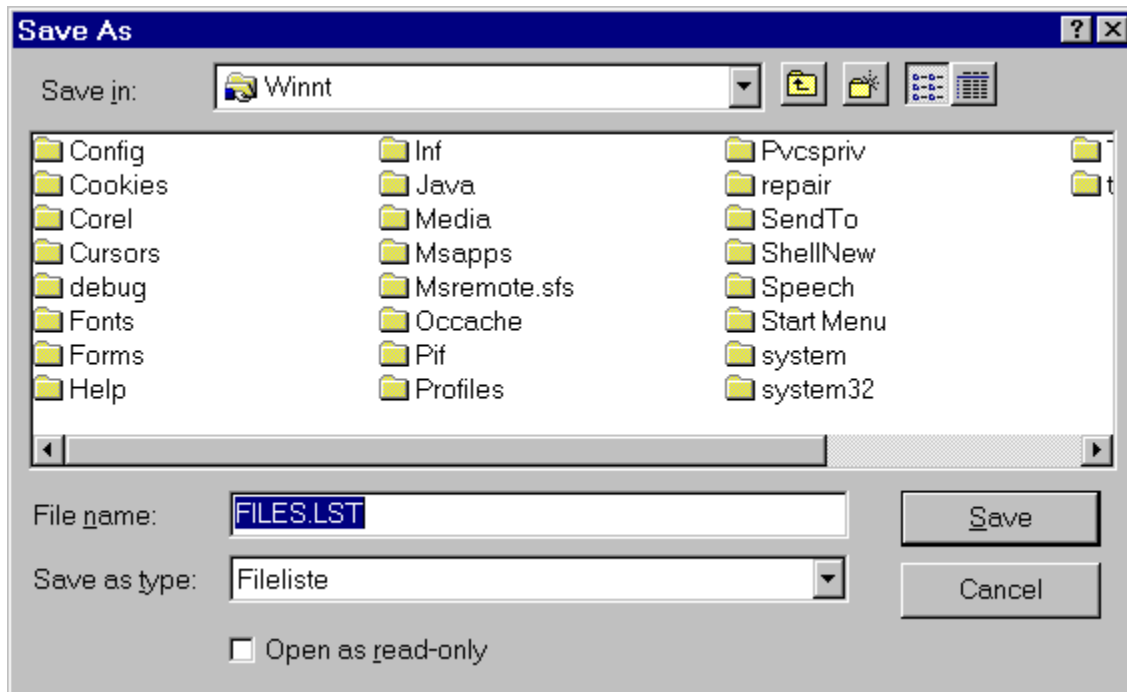 Save As
Save in: Winnt
Config Inf Pvcspriv
Cookies Java repair
Corel Media SendTo
Cursors Msapps ShellNew
debug Msremote.sfs Speech
Fonts Occache Start Menu
Forms Pif system
Help Profiles system32
File name: FILES.LST Save
Save as type: Fileliste Cancel
Open as read-only